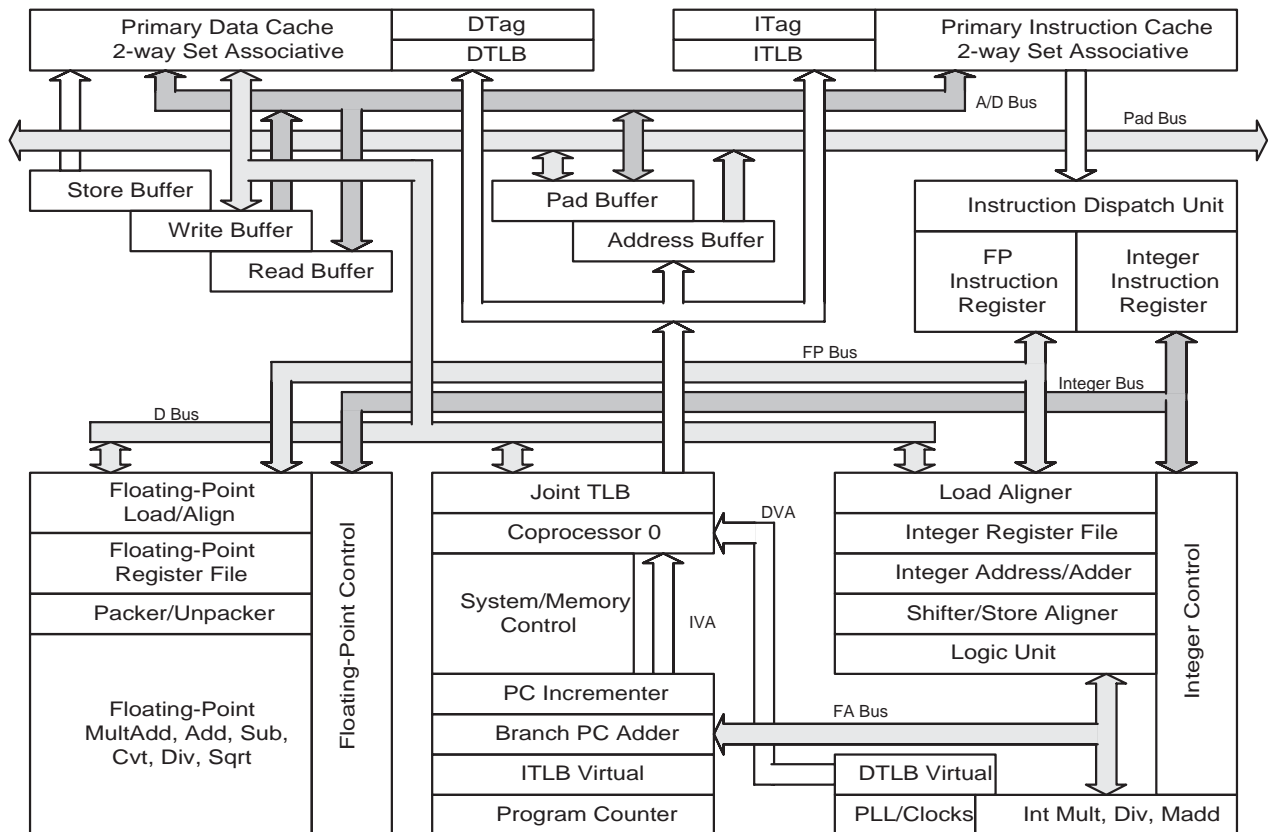 Primary Data Cache
2-way Set Associative
DTag
DTLB
ITag
ITLB
Primary Instruction Cache
2-way Set Associative
A/D Bus
Pad Bus
Store Buffer
Write Buffer
Read Buffer
Pad Buffer
Address Buffer
Instruction Dispatch Unit
FP
Instruction
Register
Integer
Instruction
Register
FP Bus
Integer Bus
D Bus
Floating-Point
Load/Align
Floating-Point
Register File
Packer/Unpacker
Floating-Point
MultAdd, Add, Sub,
Cvt, Div, Sqrt
Floating-Point Control
Joint TLB
Coprocessor 0
System/Memory
Control
PC Incrementer
Branch PC Adder
ITLB Virtual
Program Counter
DVA
IVA
FA Bus
Load Aligner
Integer Register File
Integer Address/Adder
Shifter/Store Aligner
Logic Unit
Integer Control
DTLB Virtual
PLL/Clocks
Int Mult, Div, Madd